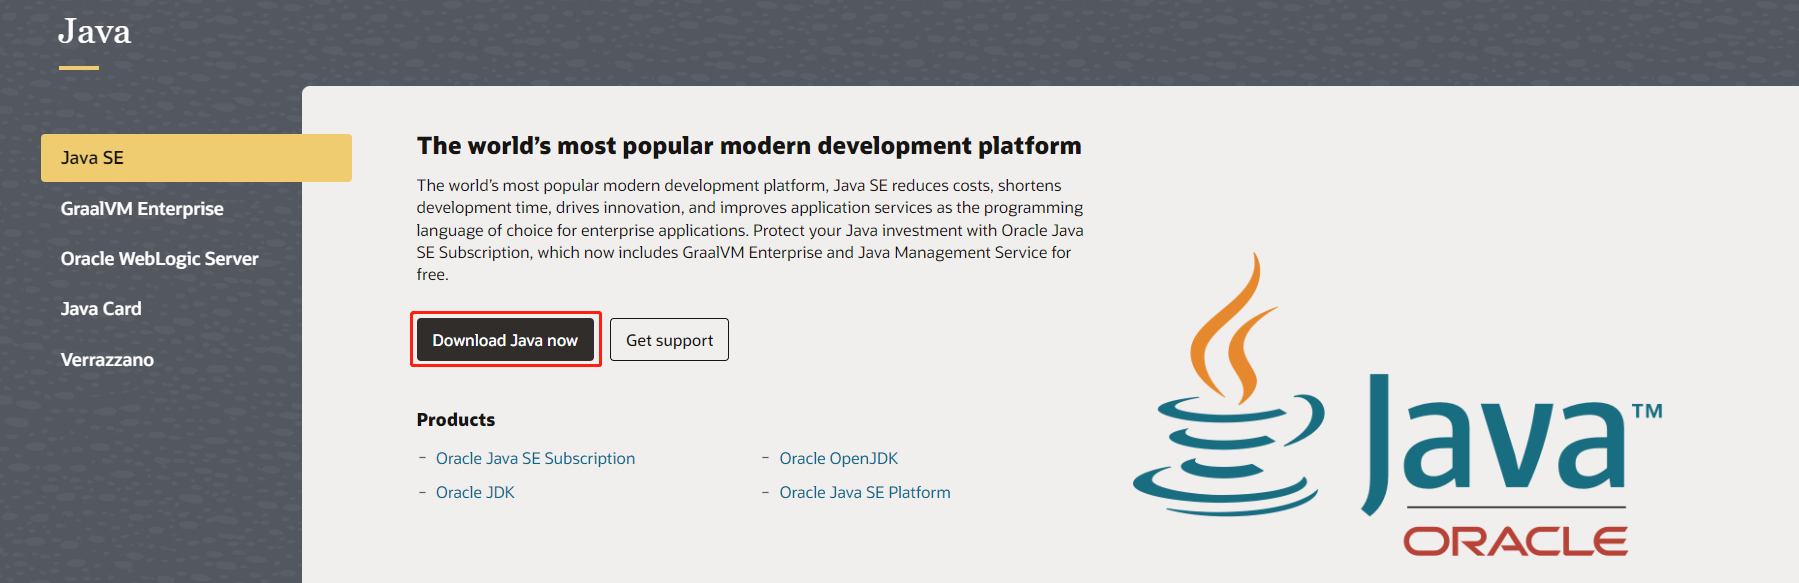 Java
Java SE
GraalVM Enterprise
Oracle WebLogic Server
Java Card
Verrazzano
The world's most popular modern development platform
The world's most popular modern development platform, Java SE reduces costs, shortens
development time, drives innovation, and improves application services as the programming
language of choice for enterprise applications. Protect your Java investment with Oracle Java
SE Subscription, which now includes GraalVM Enterprise and Java Management Service for
free.
Download Java now
Get support
Products
- Oracle Java SE Subscription
- Oracle OpenJDK
- Oracle JDK
- Oracle Java SE Platform
Java™
ORACLE